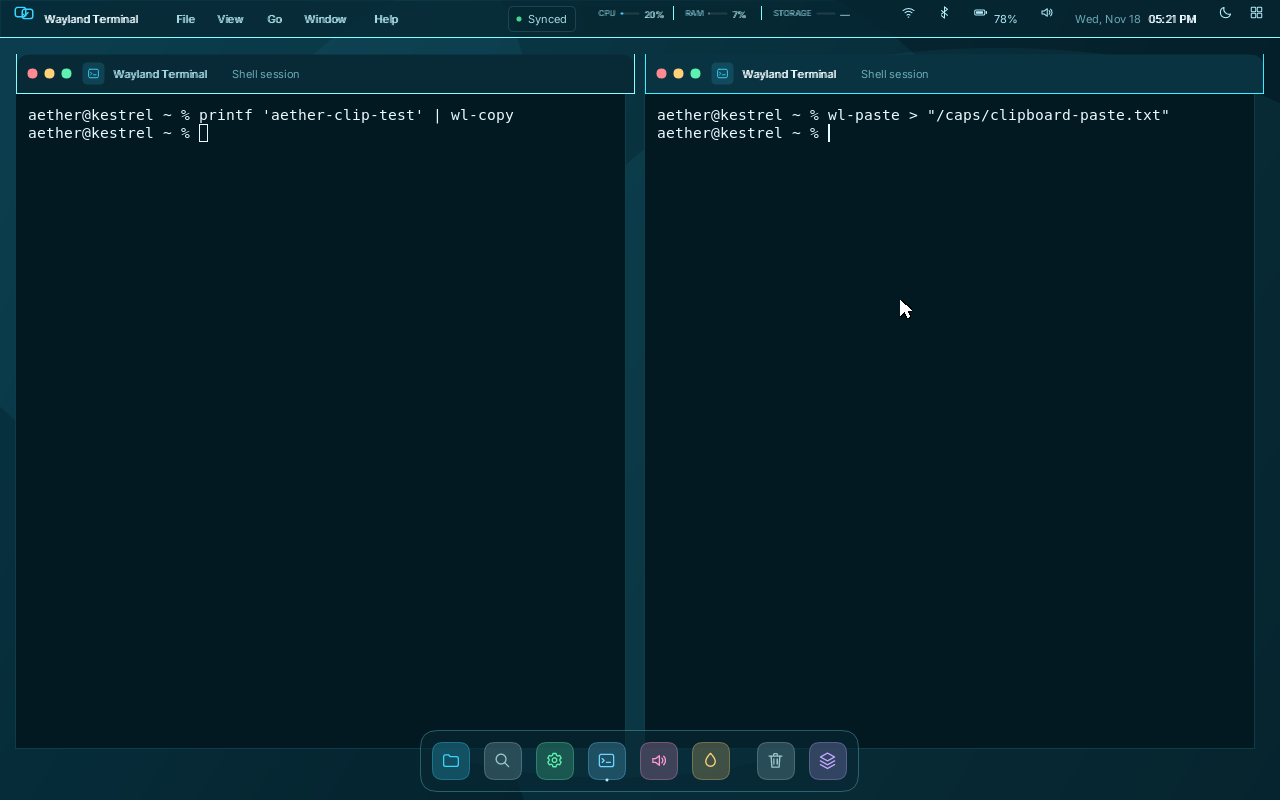 Wayland Terminal File View Go Window Help Synced CPU 20% RAM 7% STORAGE — 78% Wed, Nov 18 05:21 PM
Wayland Terminal Shell session
aether@kestrel ~ % printf 'aether-clip-test' | wl-copy
aether@kestrel ~ %
Wayland Terminal Shell session
aether@kestrel ~ % wl-paste > "/caps/clipboard-paste.txt"
aether@kestrel ~ %